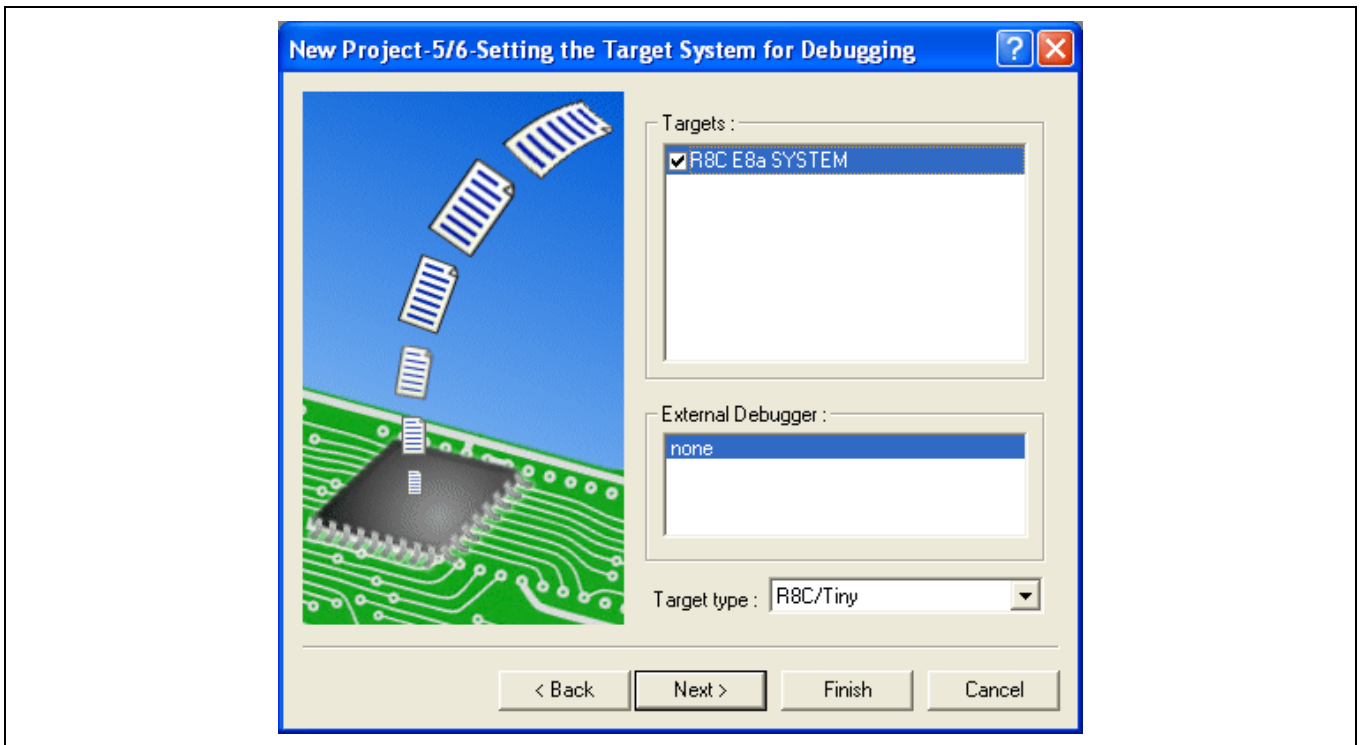 New Project-5/6-Setting the Target System for Debugging
Targets :
R8C E8a SYSTEM
External Debugger :
none
Target type : R8C/Tiny
< Back Next > Finish Cancel